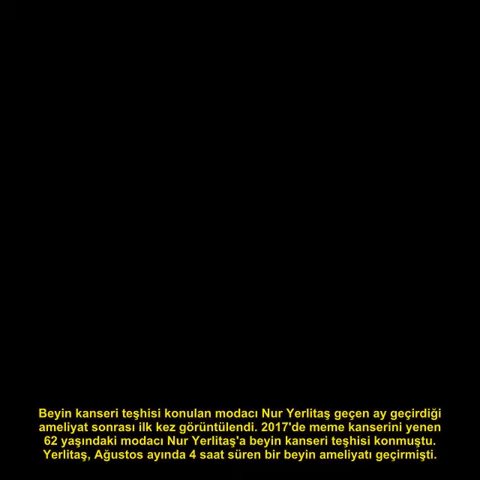 Beyin kanseri teşhisi konulan modacı Nur Yerlitaş geçen ay geçirdiği
ameliyat sonrası ilk kez görüntülendi. 2017'de meme kanserini yenen
62 yaşındaki modacı Nur Yerlitaş'a beyin kanseri teşhisi konmuştu.
Yerlitaş, Ağustos ayında 4 saat süren bir beyin ameliyatı geçirmişti.